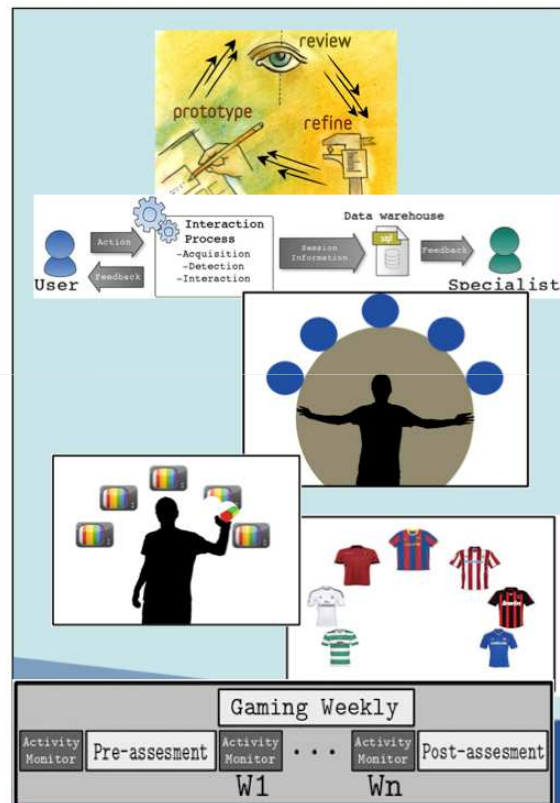 review
prototype
refine
Interaction
Process
-Acquisition
-Detection
-Interaction
Action
Feedback
User
Session
Information
Data warehouse
sql
Feedback
Specialist
Gaming Weekly
Activity
Monitor
Pre-assesment
Activity
Monitor
...
Activity
Monitor
Post-assesment
W1
Wn